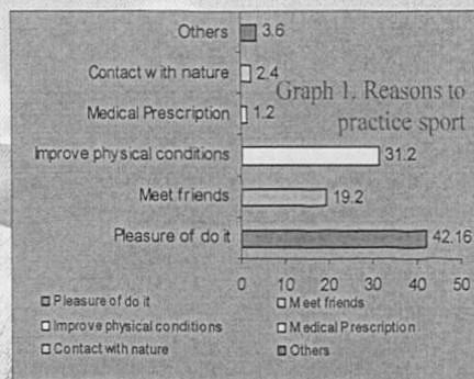 Others 3.6
Contact with nature 2.4
Graph 1. Reasons to
practice sport
Medical Prescription 1.2
Improve physical conditions 31.2
Meet friends 19.2
Pleasure of do it 42.16
0 10 20 30 40 50
Pleasure of do it Meet friends
Improve physical conditions Medical Prescription
Contact with nature Others